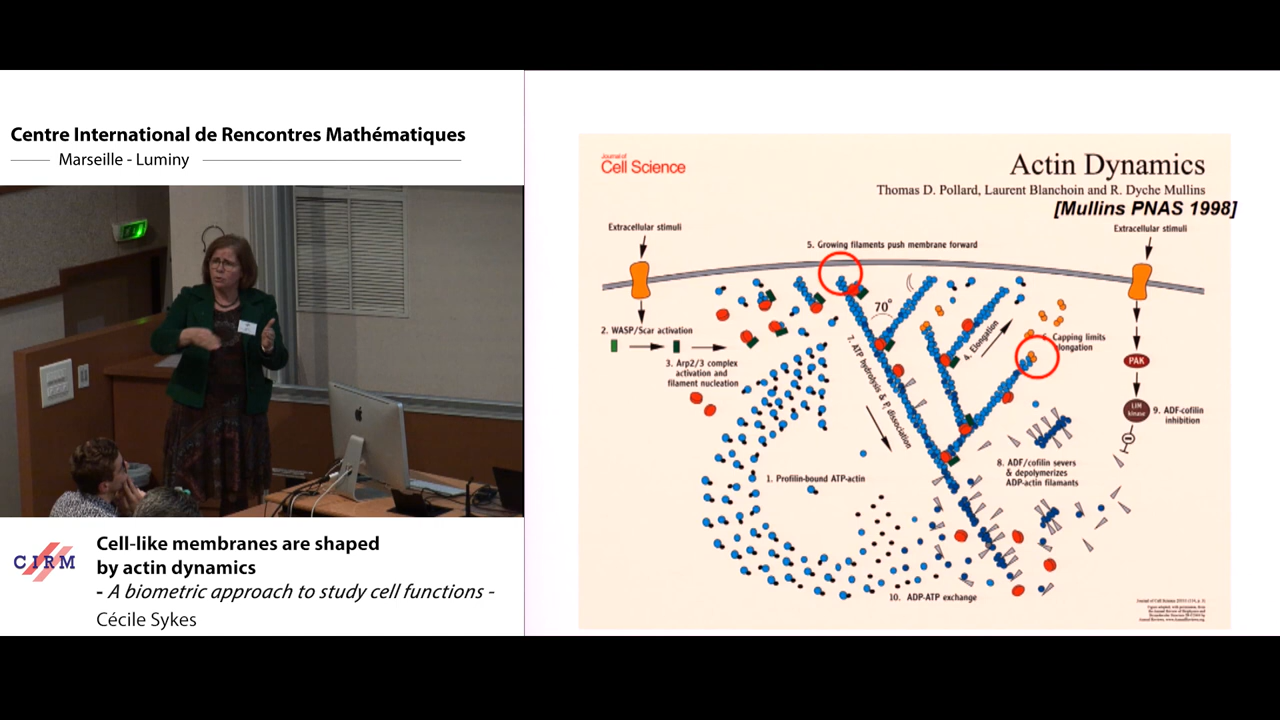 Centre International de Rencontres Mathématiques
Marseille - Luminy
CIRM
Cell-like membranes are shaped
by actin dynamics
- A biometric approach to study cell functions -
Cécile Sykes
Journal of
Cell Science
Actin Dynamics
Thomas D. Pollard, Laurent Blanchoin and R. Dyche Mullins
[Mullins PNAS 1998]
Extracellular stimuli
Extracellular stimuli
5. Growing filaments push membrane forward
70°
2. WASP/Scar activation
3. Arp2/3 complex
activation and
filament nucleation
4. Elongation
6. Capping limits
elongation
7. ATP hydrolysis & Pi dissociation
PAK
LIM
kinase
9. ADF-cofilin
inhibition
8. ADF/cofilin severs
& depolymerizes
ADP-actin filaments
1. Profilin-bound ATP-actin
10. ADP-ATP exchange